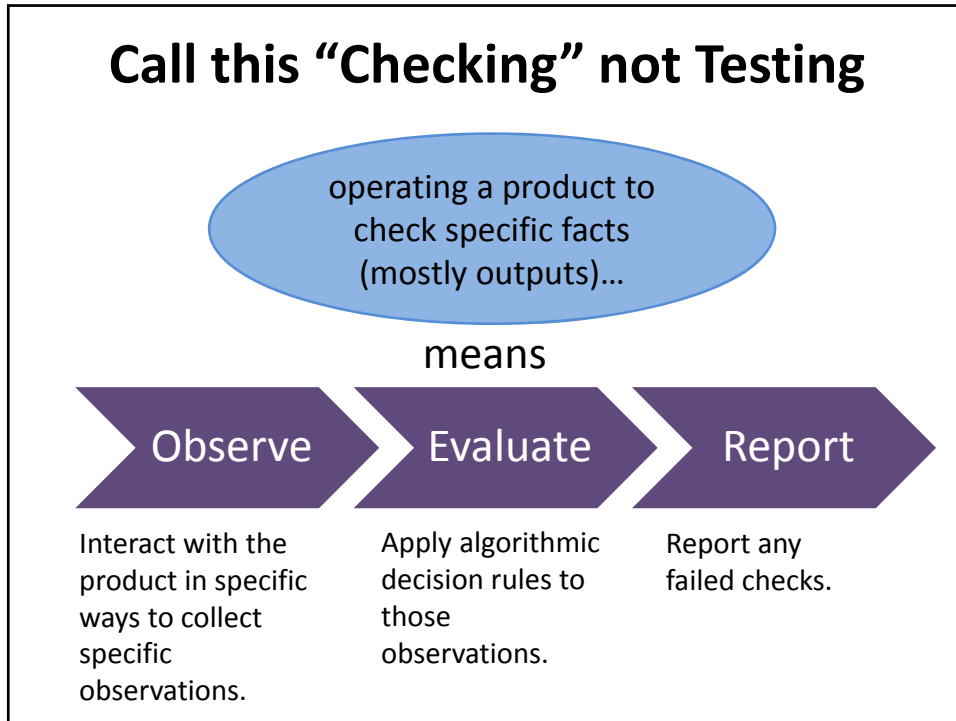 Call this “Checking” not Testing
operating a product to
check specific facts
(mostly outputs)…
means
Observe
Evaluate
Report
Interact with the
product in specific
ways to collect
specific
observations.
Apply algorithmic
decision rules to
those
observations.
Report any
failed checks.